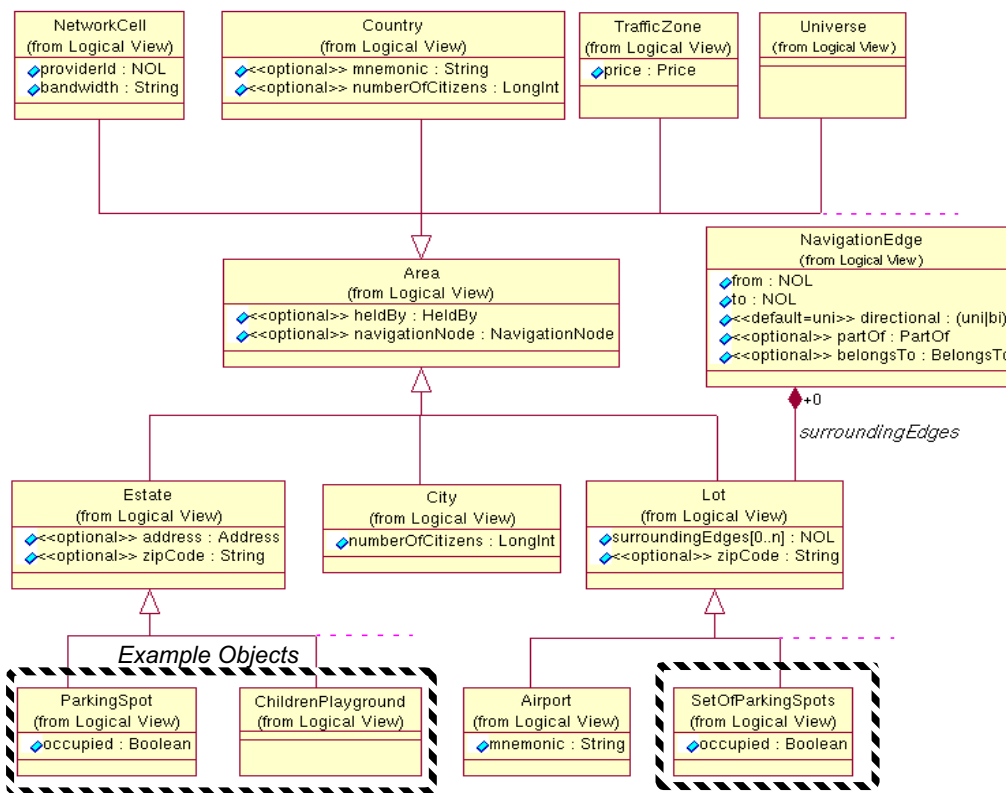 NetworkCell
(from Logical View)
providerId : NOL
bandwidth : String
Country
(from Logical View)
<<optional>> mnemonic : String
<<optional>> numberOfCitizens : LongInt
TrafficZone
(from Logical View)
price : Price
Universe
(from Logical View)
Area
(from Logical View)
<<optional>> heldBy : HeldBy
<<optional>> navigationNode : NavigationNode
NavigationEdge
(from Logical View)
from : NOL
to : NOL
<<default=uni>> directional : (uni|bi)
<<optional>> partOf : PartOf
<<optional>> belongsTo : BelongsTo
+0
surroundingEdges
Estate
(from Logical View)
<<optional>> address : Address
<<optional>> zipCode : String
City
(from Logical View)
numberOfCitizens : LongInt
Lot
(from Logical View)
surroundingEdges[0..n] : NOL
<<optional>> zipCode : String
Example Objects
ParkingSpot
(from Logical View)
occupied : Boolean
ChildrenPlayground
(from Logical View)
Airport
(from Logical View)
mnemonic : String
SetOfParkingSpots
(from Logical View)
occupied : Boolean